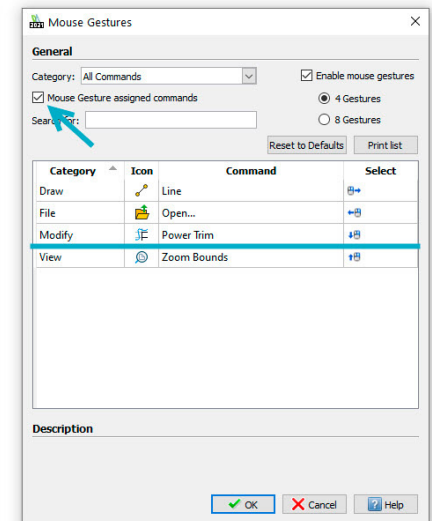 2021 Mouse Gestures
General
Category: All Commands
Enable mouse gestures
Mouse Gesture assigned commands
4 Gestures
Search for:
8 Gestures
Reset to Defaults Print list
Category Icon Command Select
Draw Line
File Open...
Modify Power Trim
View Zoom Bounds
Description
OK Cancel Help